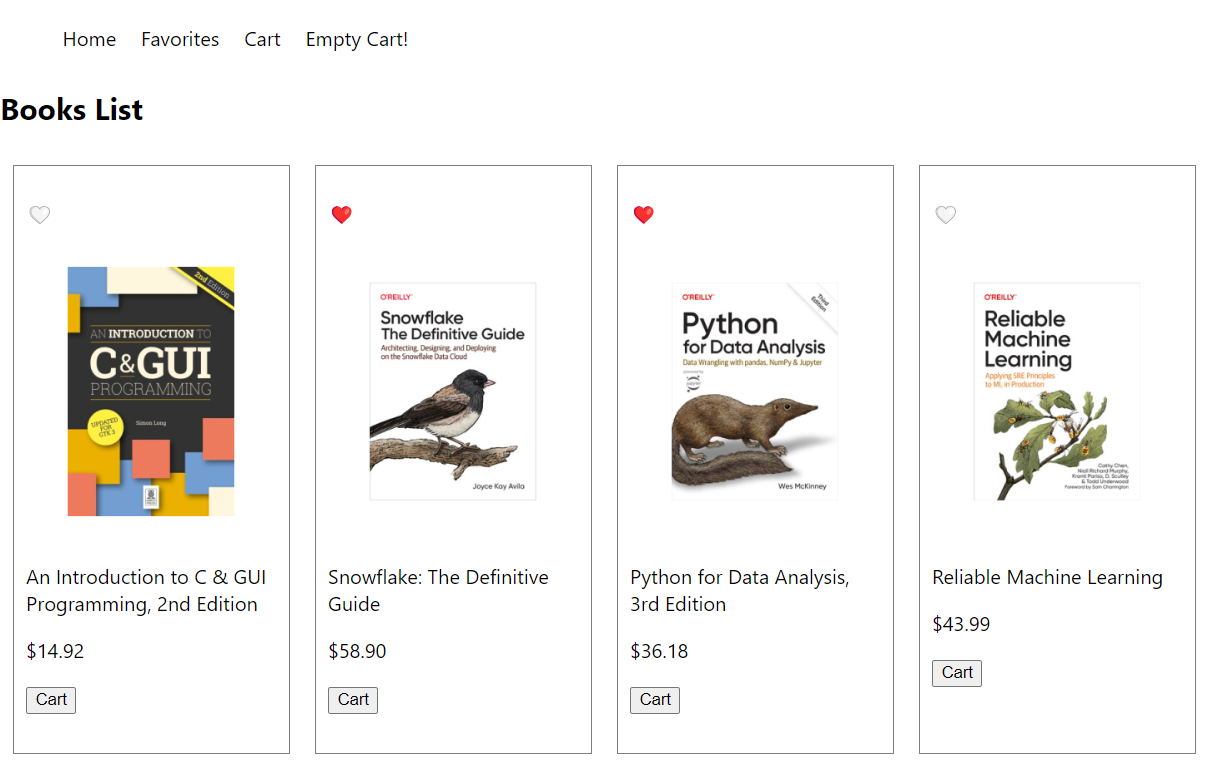 Home Favorites Cart Empty Cart!
Books List
2nd Edition
AN INTRODUCTION TO
C & GUI
PROGRAMMING
UPDATED
FOR
GTK 3
Simon Long
O'REILLY
Snowflake
The Definitive Guide
Architecting, Designing, and Deploying
on the Snowflake Data Cloud
Joyce Kay Avila
O'REILLY
Third
Edition
Python
for Data Analysis
Data Wrangling with pandas, NumPy & Jupyter
powered by
jupyter
Wes McKinney
O'REILLY
Reliable
Machine
Learning
Applying SRE Principles
to ML in Production
Cathy Chen,
Niall Richard Murphy,
Kranti Parisa, D. Sculley
& Todd Underwood
Foreword by Sam Charrington
An Introduction to C & GUI
Programming, 2nd Edition
$14.92
Cart
Snowflake: The Definitive
Guide
$58.90
Cart
Python for Data Analysis,
3rd Edition
$36.18
Cart
Reliable Machine Learning
$43.99
Cart